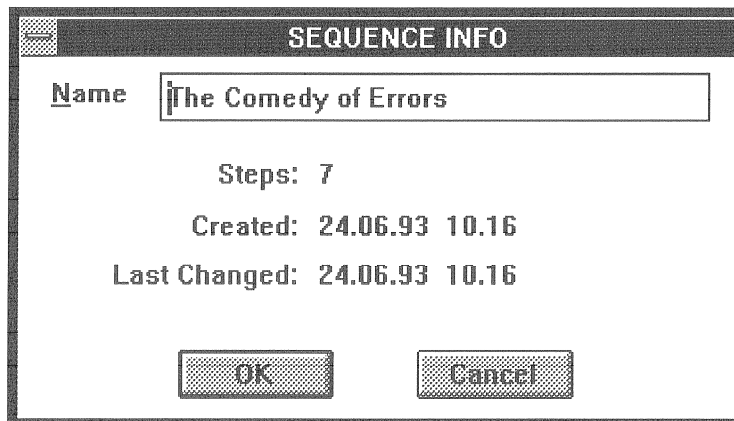 SEQUENCE INFO
Name The Comedy of Errors
Steps: 7
Created: 24.06.93 10.16
Last Changed: 24.06.93 10.16
OK Cancel